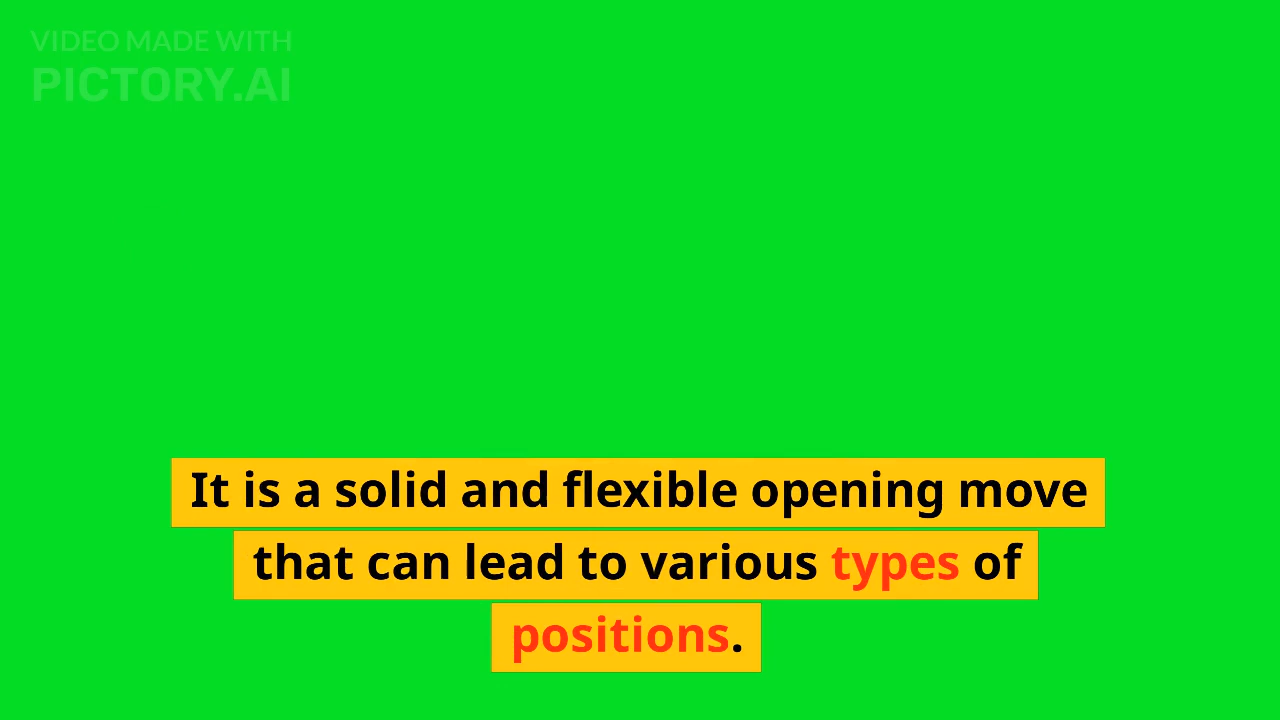 VIDEO MADE WITH
PICTORY.AI
It is a solid and flexible opening move
that can lead to various types of
positions.